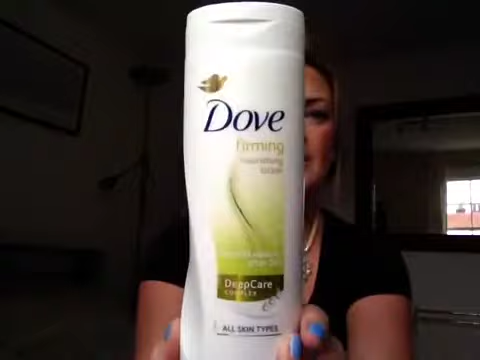 Dove
firming
nourishing
lotion
DeepCare
COMPLEX
ALL SKIN TYPES